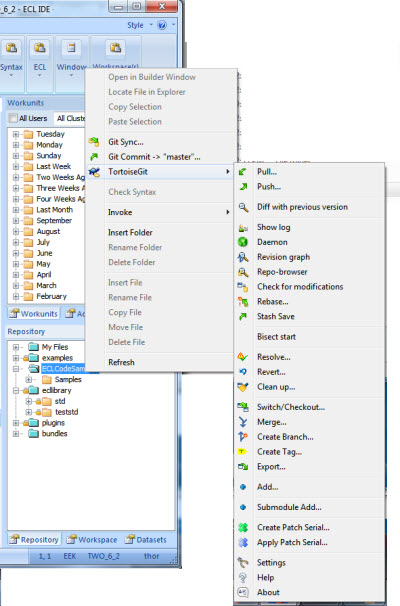 _6_2 - ECL IDE
Style
Syntax
ECL
Window
Workunits
All Users
All Cluste
Tuesday
Monday
Sunday
Last Week
Two Weeks A
Three Weeks A
Four Weeks Ag
Last Month
September
August
July
June
May
April
March
February
Workunits
Repository
My Files
examples
ECLCodeSam
Samples
ecllibrary
std
teststd
plugins
bundles
Repository
Workspace
Datasets
1, 1 EEK TWO_6_2 thor
Open in Builder Window
Locate File in Explorer
Copy Selection
Paste Selection
Git Sync...
Git Commit -> "master"...
TortoiseGit
Check Syntax
Invoke
Insert Folder
Rename Folder
Delete Folder
Insert File
Rename File
Copy File
Move File
Delete File
Refresh
Pull...
Push...
Diff with previous version
Show log
Daemon
Revision graph
Repo-browser
Check for modifications
Rebase...
Stash Save
Bisect start
Resolve...
Revert...
Clean up...
Switch/Checkout...
Merge...
Create Branch...
Create Tag...
Export...
Add...
Submodule Add...
Create Patch Serial...
Apply Patch Serial...
Settings
Help
About